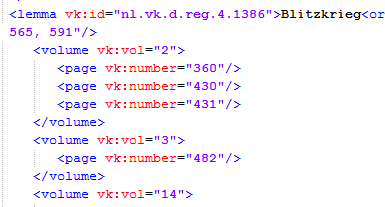 <lemma vk:id="nl.vk.d.reg.4.1386">Blitzkrieg<or
565, 591"/>
<volume vk:vol="2">
<page vk:number="360"/>
<page vk:number="430"/>
<page vk:number="431"/>
</volume>
<volume vk:vol="3">
<page vk:number="482"/>
</volume>
<volume vk:vol="14">